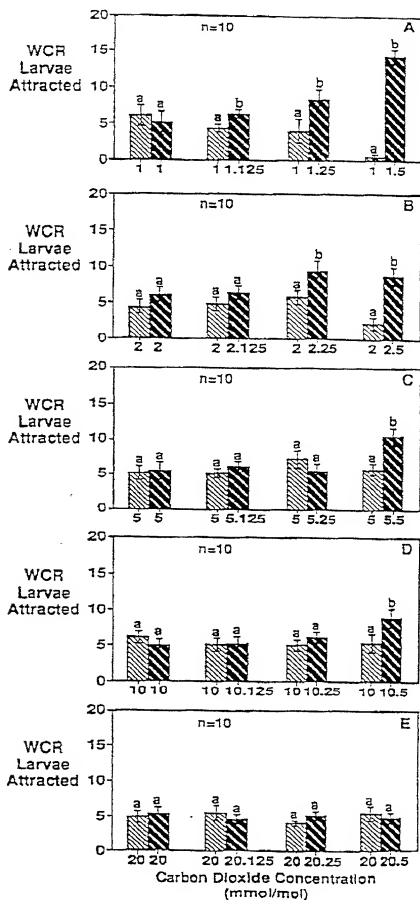 20
n=10
A
WCR
Larvae
Attracted
15
10
5
0
a a a b a b a b
1 1 1 1.125 1 1.25 1 1.5
20
n=10
B
WCR
Larvae
Attracted
15
10
5
0
a a a a a b a b
2 2 2 2.125 2 2.25 2 2.5
20
n=10
C
WCR
Larvae
Attracted
15
10
5
0
a a a a a a a b
5 5 5 5.125 5 5.25 5 5.5
20
n=10
D
WCR
Larvae
Attracted
15
10
5
0
a a a a a a a b
10 10 10 10.125 10 10.25 10 10.5
20
n=10
E
WCR
Larvae
Attracted
15
10
5
0
a a a a a a a a
20 20 20 20.125 20 20.25 20 20.5
Carbon Dioxide Concentration
(mmol/mol)